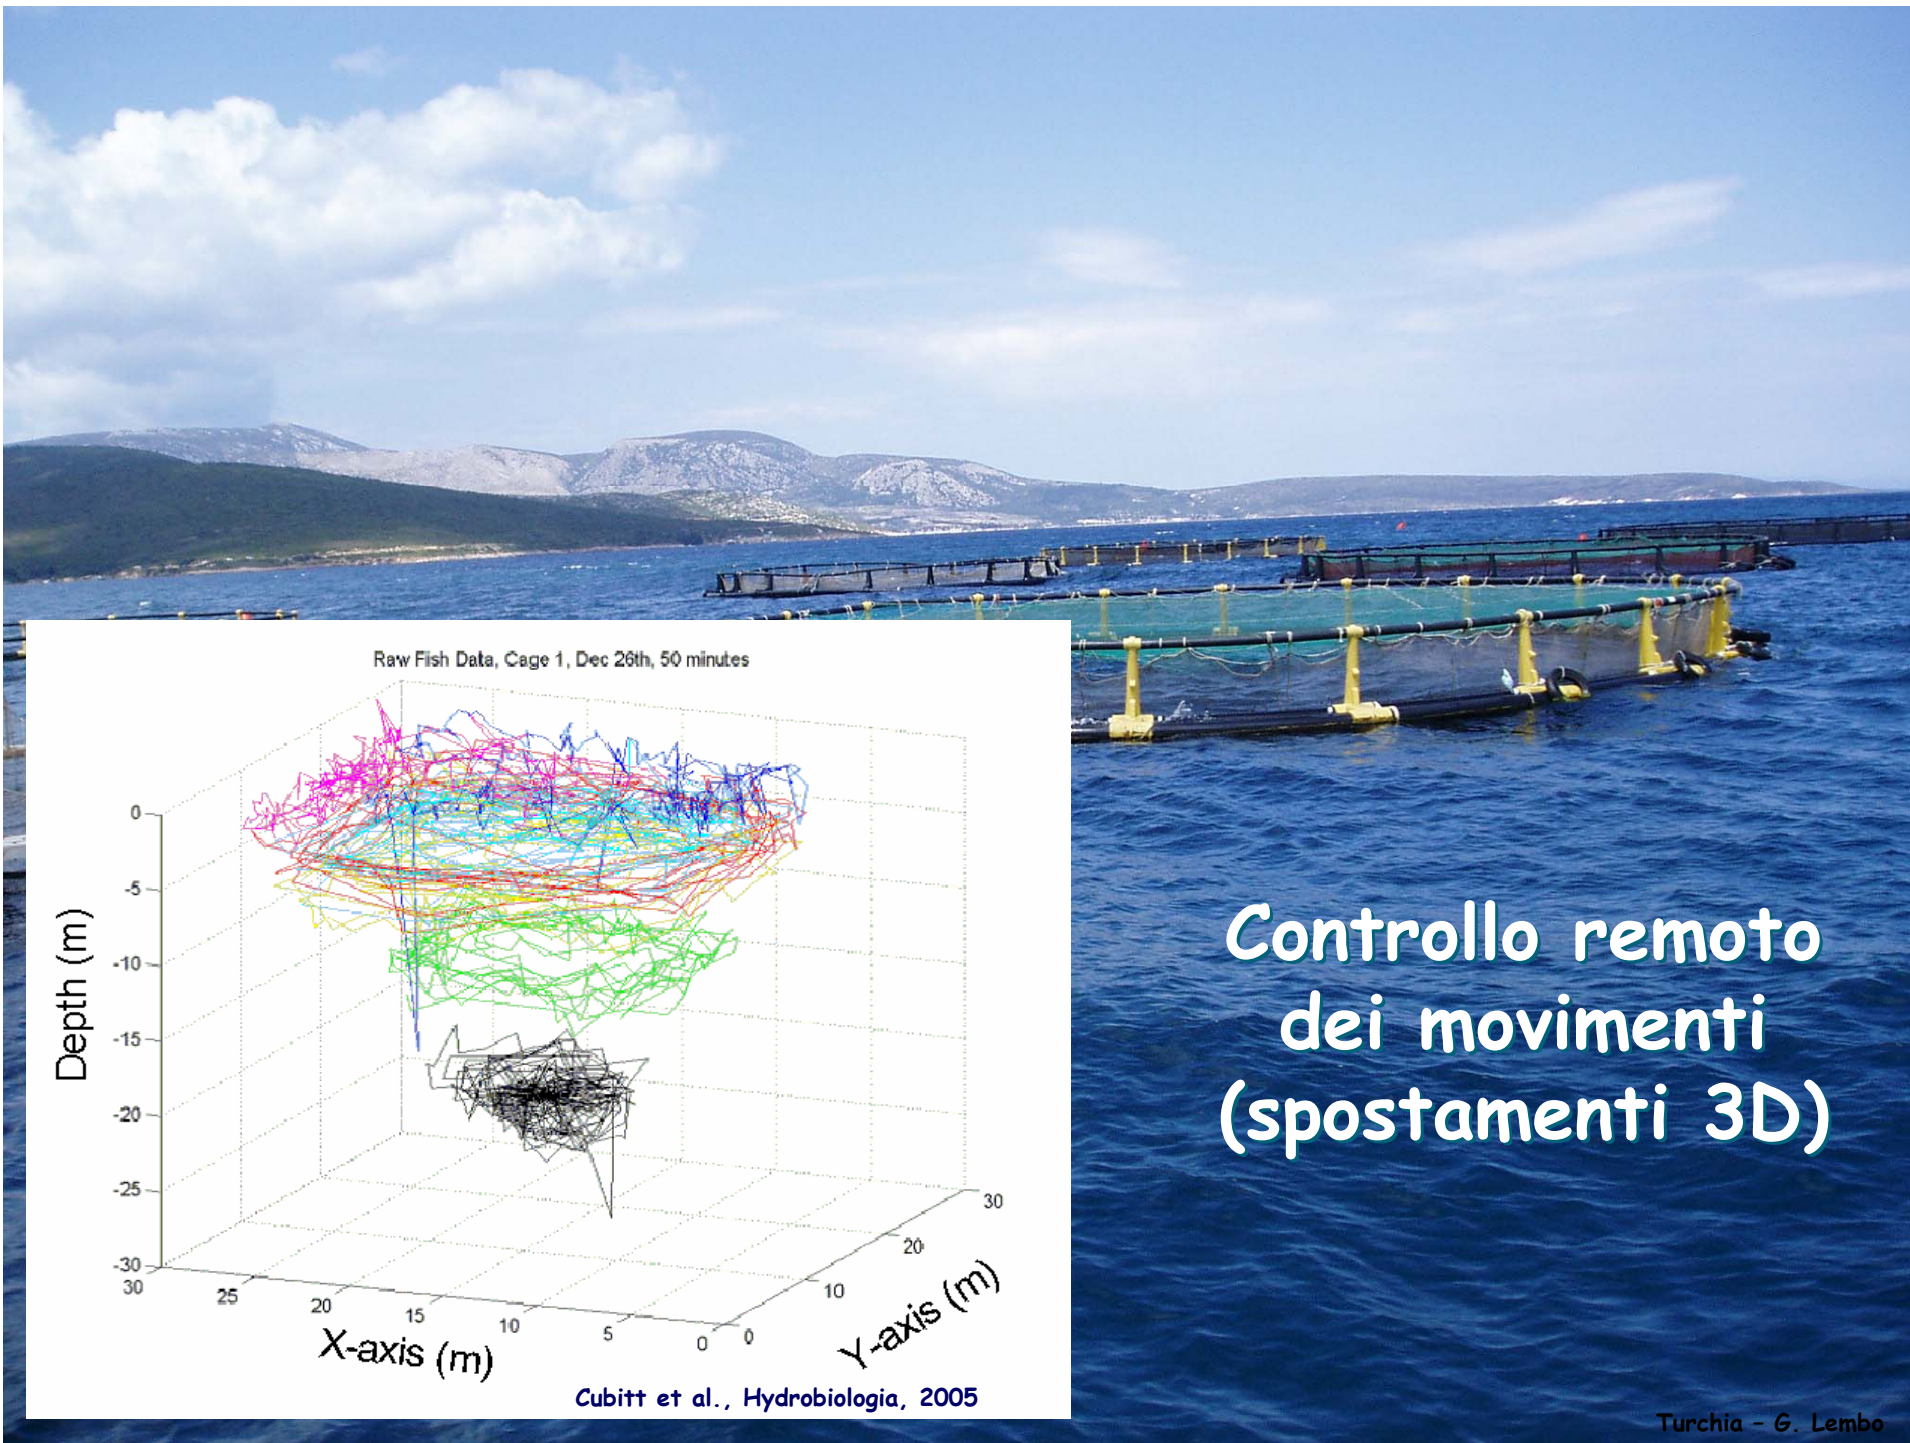 Raw Fish Data, Cage 1, Dec 26th, 50 minutes
0
-5
-10
-15
-20
-25
-30
Depth (m)
30
25
20
15
10
5
0
X-axis (m)
0
10
20
30
Y-axis (m)
Cubitt et al., Hydrobiologia, 2005
Controllo remoto
dei movimenti
(spostamenti 3D)
Turchia – G. Lembo